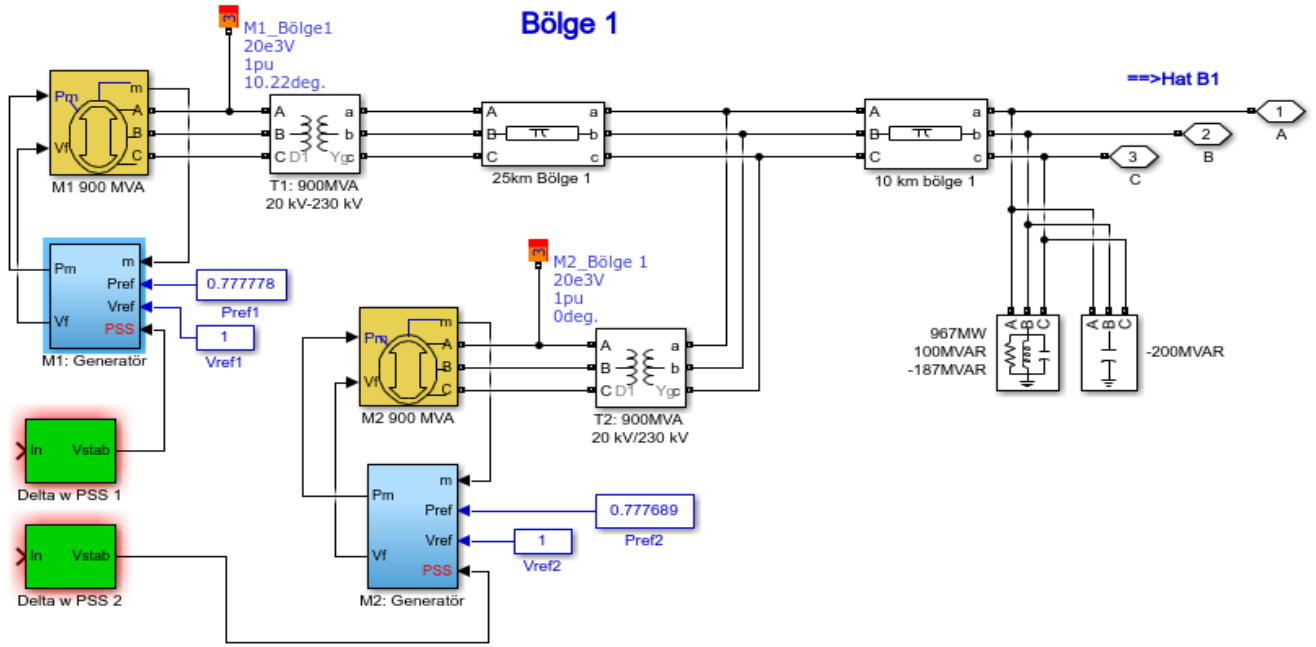 Bölge 1
3
M1_Bölge1
20e3V
1pu
10.22deg.
==>Hat B1
Pm
Vf
m
A
B
C
M1 900 MVA
A
B
C
D1
Yg
a
b
c
T1: 900MVA
20 kV-230 kV
A
B
C
a
b
c
25km Bölge 1
A
B
C
a
b
c
10 km bölge 1
1
A
2
B
3
C
Pm
Vf
m
Pref
Vref
PSS
M1: Generatör
0.777778
Pref1
1
Vref1
3
M2_Bölge 1
20e3V
1pu
0deg.
Pm
Vf
m
A
B
C
M2 900 MVA
A
B
C
D1
Yg
a
b
c
T2: 900MVA
20 kV/230 kV
967MW
100MVAR
-187MVAR
A
B
C
A
B
C
-200MVAR
In
Vstab
Delta w PSS 1
Pm
Vf
m
Pref
Vref
PSS
M2: Generatör
0.777689
Pref2
1
Vref2
In
Vstab
Delta w PSS 2